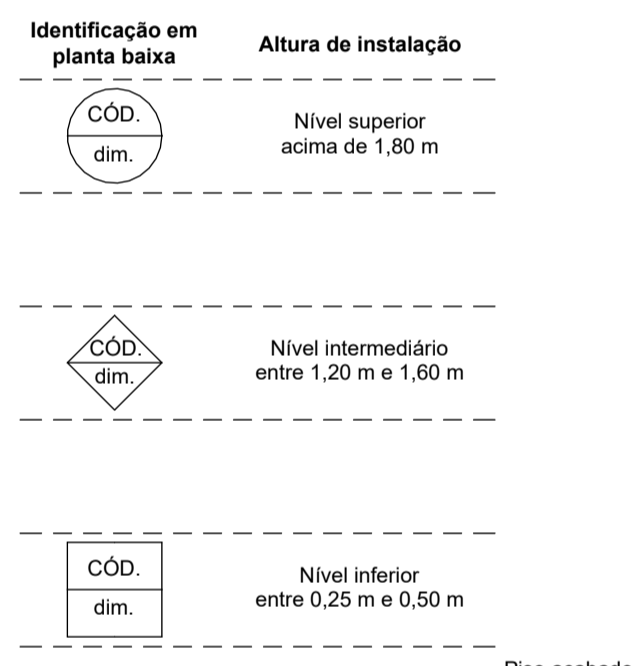 Identificação em
planta baixa
Altura de instalação
CÓD.
dim.
Nível superior
acima de 1,80 m
CÓD.
dim.
Nível intermediário
entre 1,20 m e 1,60 m
CÓD.
dim.
Nível inferior
entre 0,25 m e 0,50 m